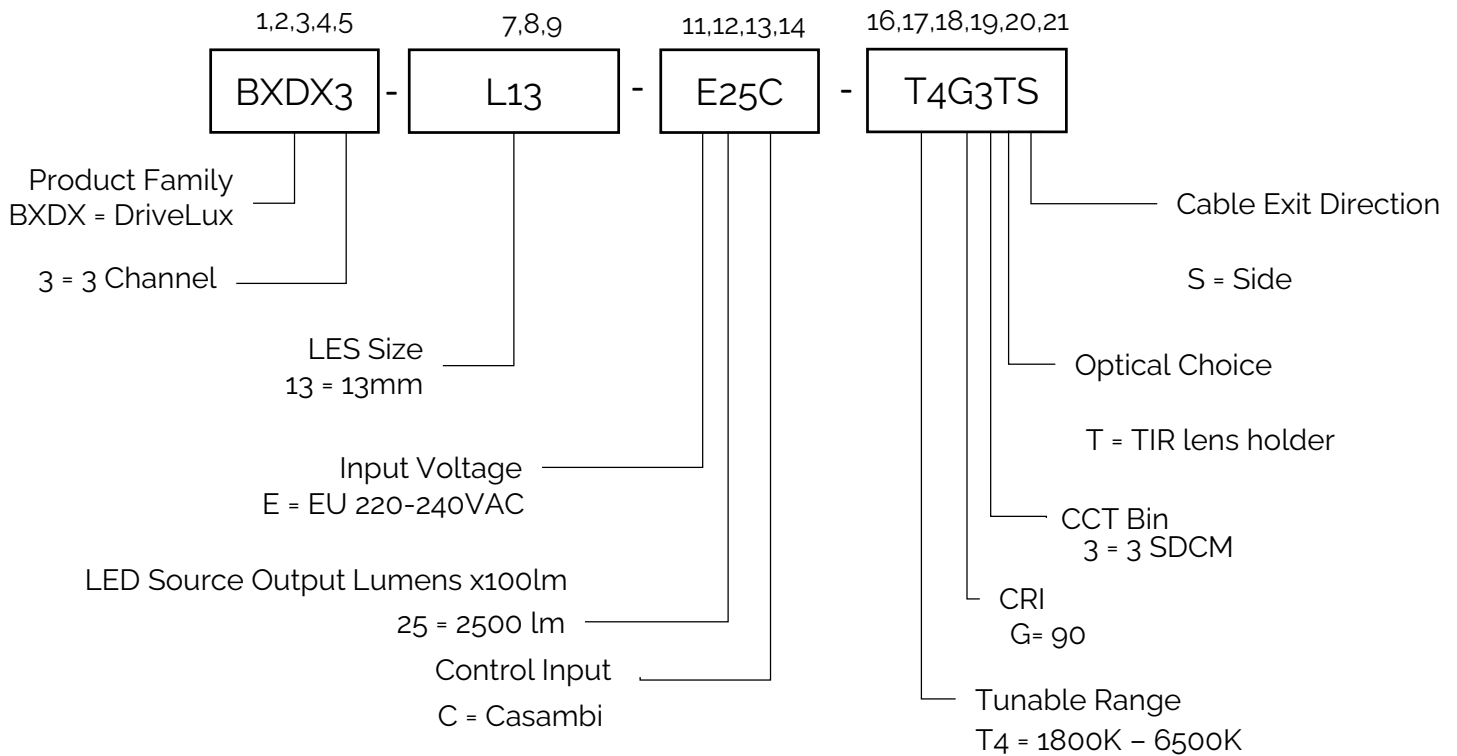 1,2,3,4,5 7,8,9 11,12,13,14 16,17,18,19,20,21
BXDX3 - L13 - E25C - T4G3TS
Product Family
BXDX = DriveLux
3 = 3 Channel
LES Size
13 = 13mm
Input Voltage
E = EU 220-240VAC
LED Source Output Lumens x100lm
25 = 2500 lm
Control Input
C = Casambi
Cable Exit Direction
S = Side
Optical Choice
T = TIR lens holder
CCT Bin
3 = 3 SDCM
CRI
G= 90
Tunable Range
T4 = 1800K – 6500K